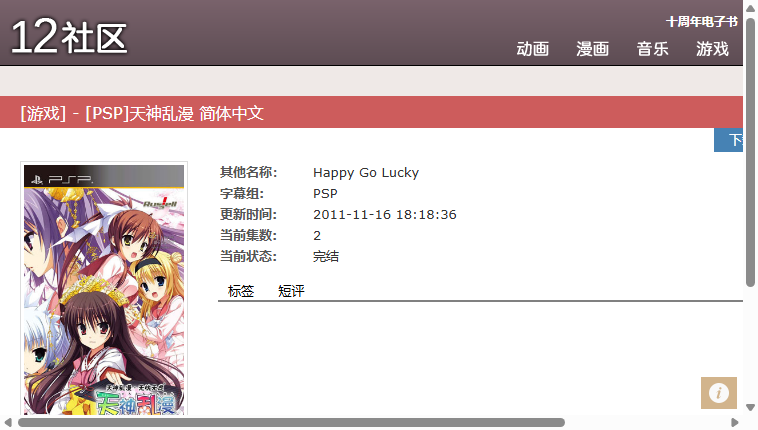 12社区
十周年电子书
动画 漫画 音乐 游戏
[游戏] - [PSP]天神乱漫 简体中文
下
其他名称: Happy Go Lucky
字幕组: PSP
更新时间: 2011-11-16 18:18:36
当前集数: 2
当前状态: 完结
标签 短评
PSP
Russell
天神乱漫